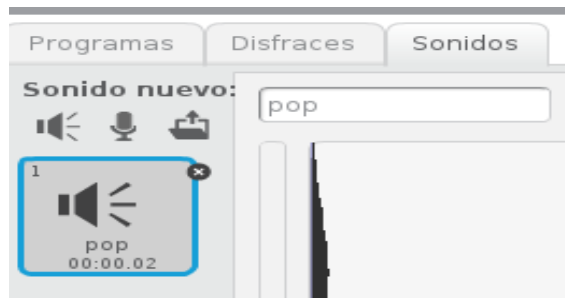 Programas Disfraces Sonidos
Sonido nuevo:
pop
1
pop
00:00.02